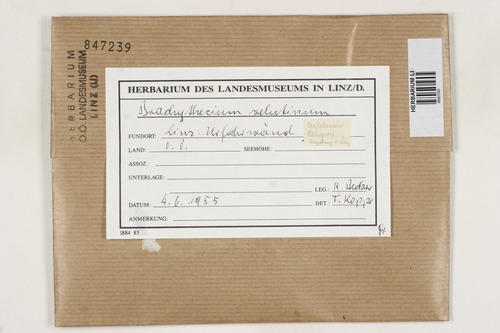 847239
HERBARIUM
O.Ö. LANDESMUSEUM
LINZ (LI)
HERBARIUM LI
HERBARIUM DES LANDESMUSEUMS IN LINZ/D.
Brachythecium velutinum
FUNDORT: Linz: Urfahrwänd
LAND: O.Ö. SEEHÖHE:
ASSOZ.:
UNTERLAGE:
LEG.: H.
DATUM: 4.6.1955 DET.: F. Koppe
ANMERKUNG:
1884 83